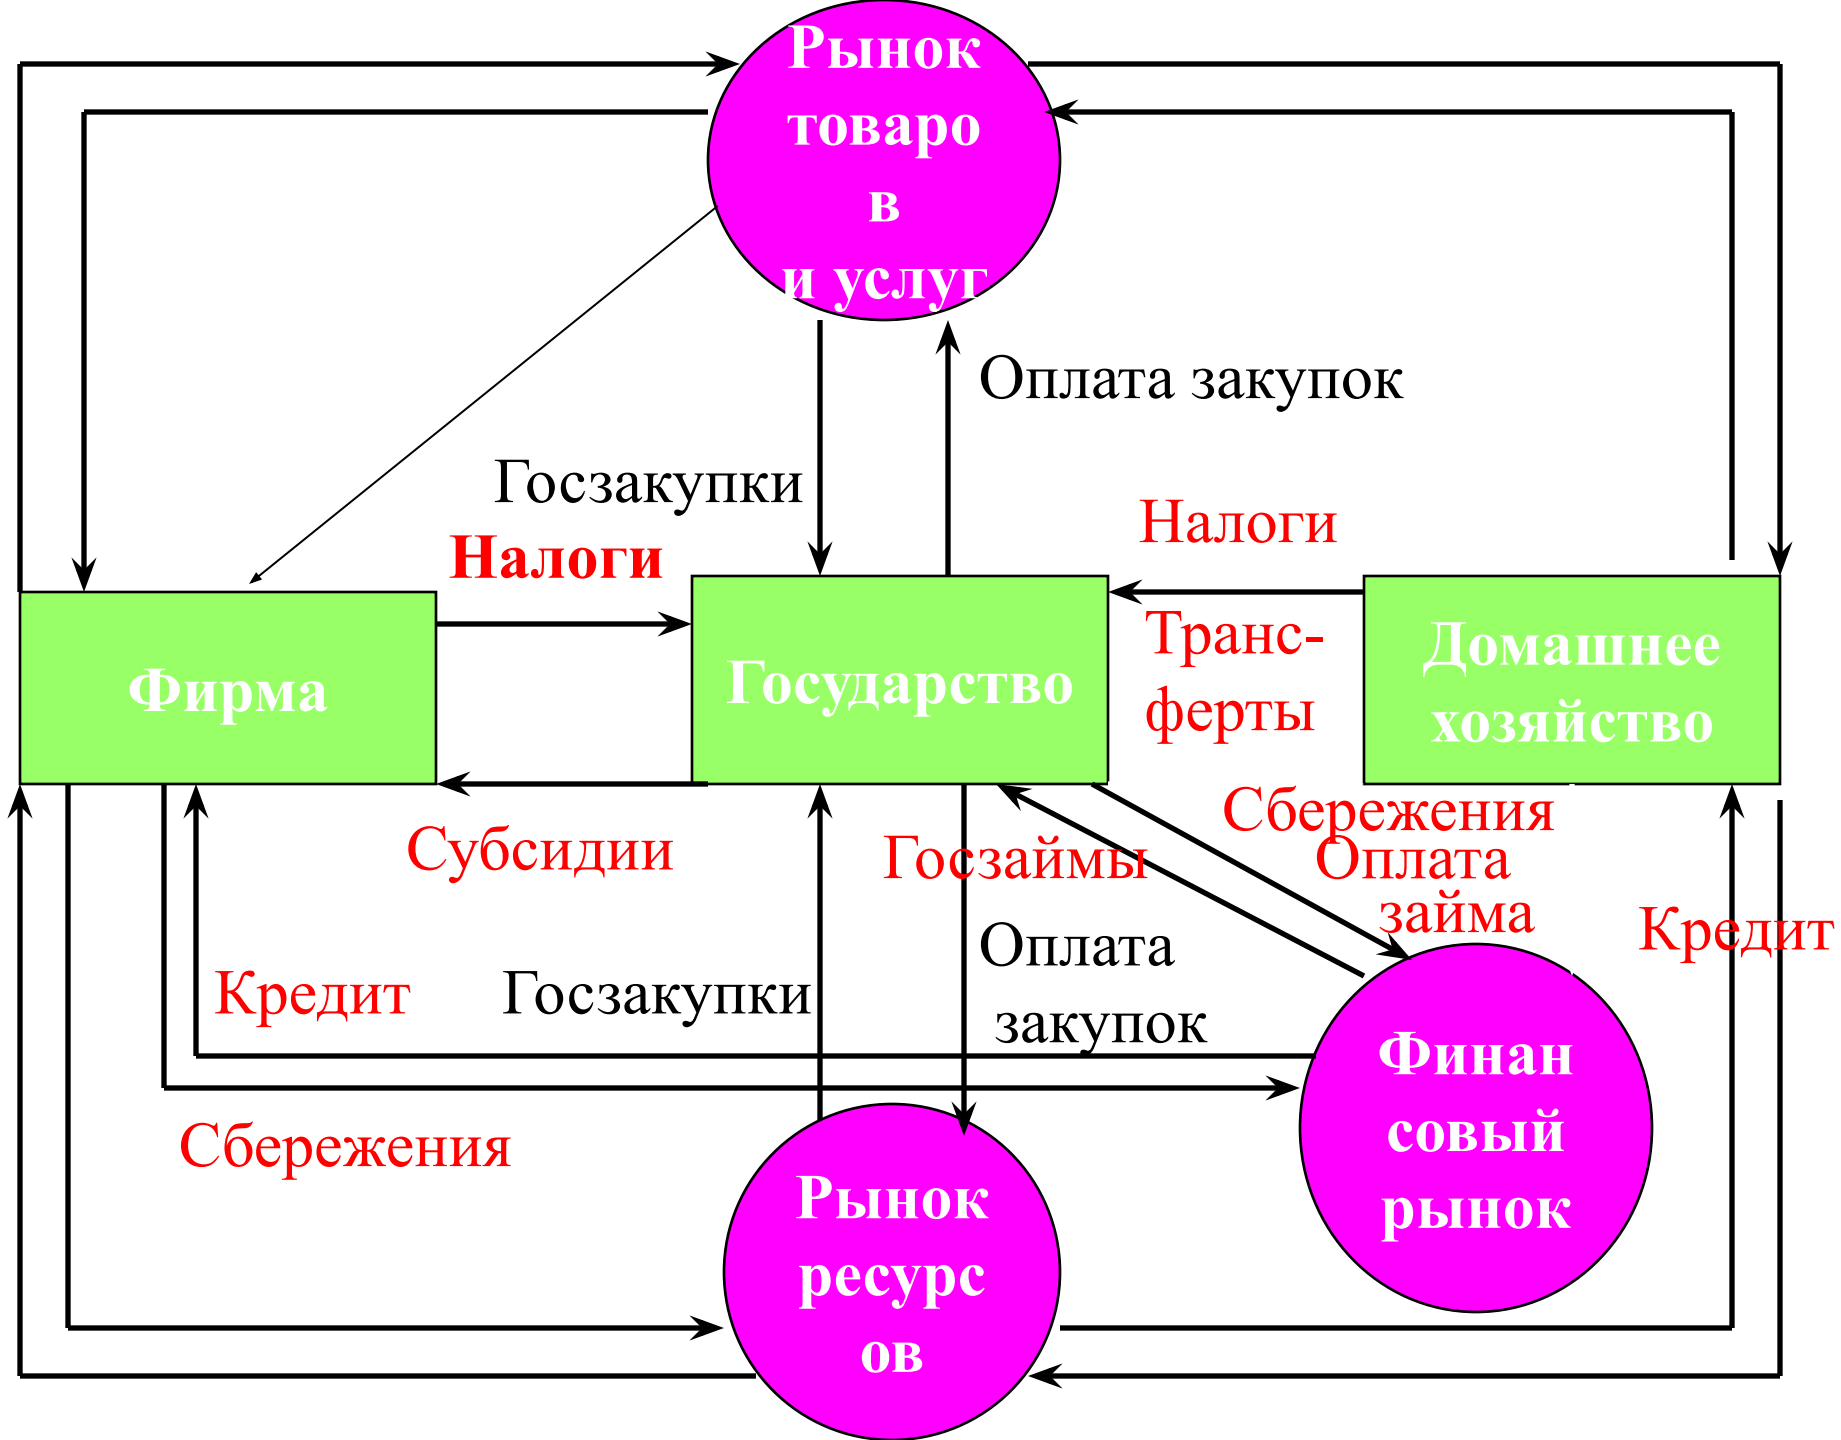 Рынок
товаро
в
и услуг
Оплата закупок
Госзакупки
Налоги
Налоги
Транс-
ферты
Фирма
Государство
Домашнее
хозяйство
Субсидии
Госзаймы
Сбережения
Оплата
займа
Кредит
Кредит
Госзакупки
Оплата
закупок
Сбережения
Финан
совый
рынок
Рынок
ресурс
ов